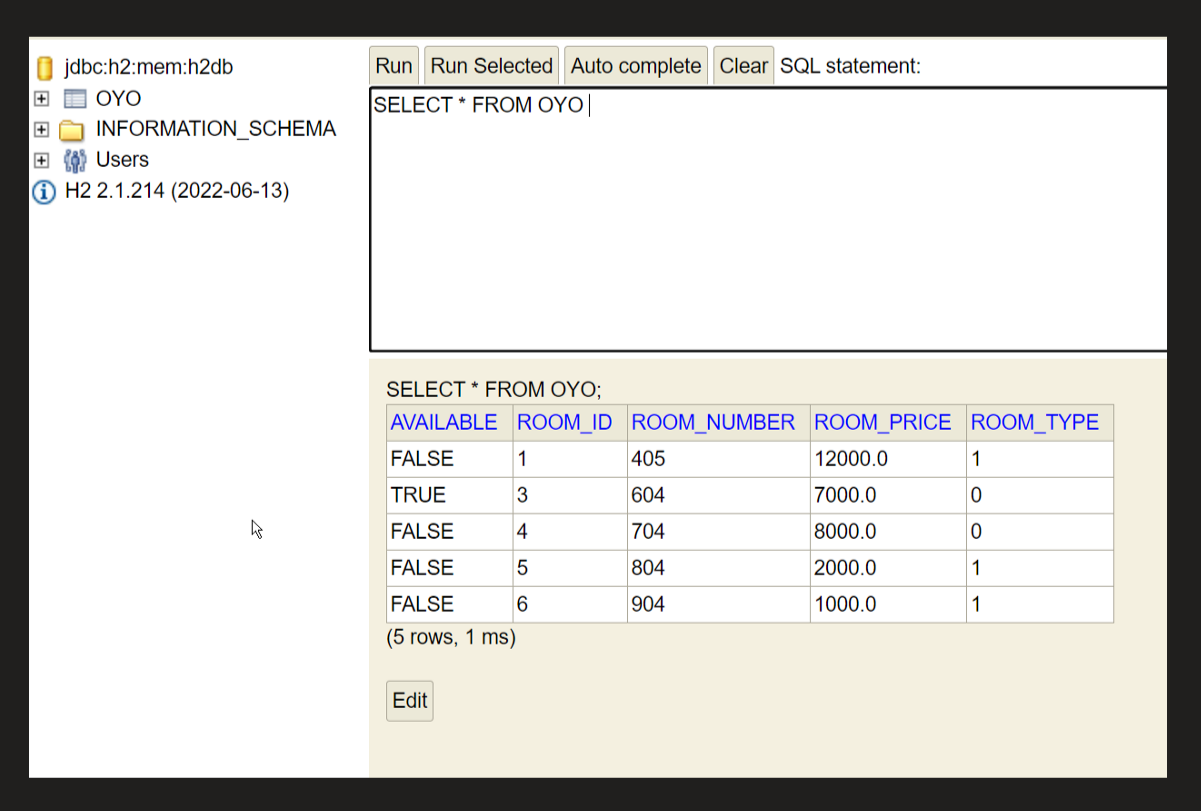 jdbc:h2:mem:h2db
OYO
INFORMATION_SCHEMA
Users
H2 2.1.214 (2022-06-13)
Run Run Selected Auto complete Clear SQL statement:
SELECT * FROM OYO
SELECT * FROM OYO;
AVAILABLE ROOM_ID ROOM_NUMBER ROOM_PRICE ROOM_TYPE
FALSE 1 405 12000.0 1
TRUE 3 604 7000.0 0
FALSE 4 704 8000.0 0
FALSE 5 804 2000.0 1
FALSE 6 904 1000.0 1
(5 rows, 1 ms)
Edit